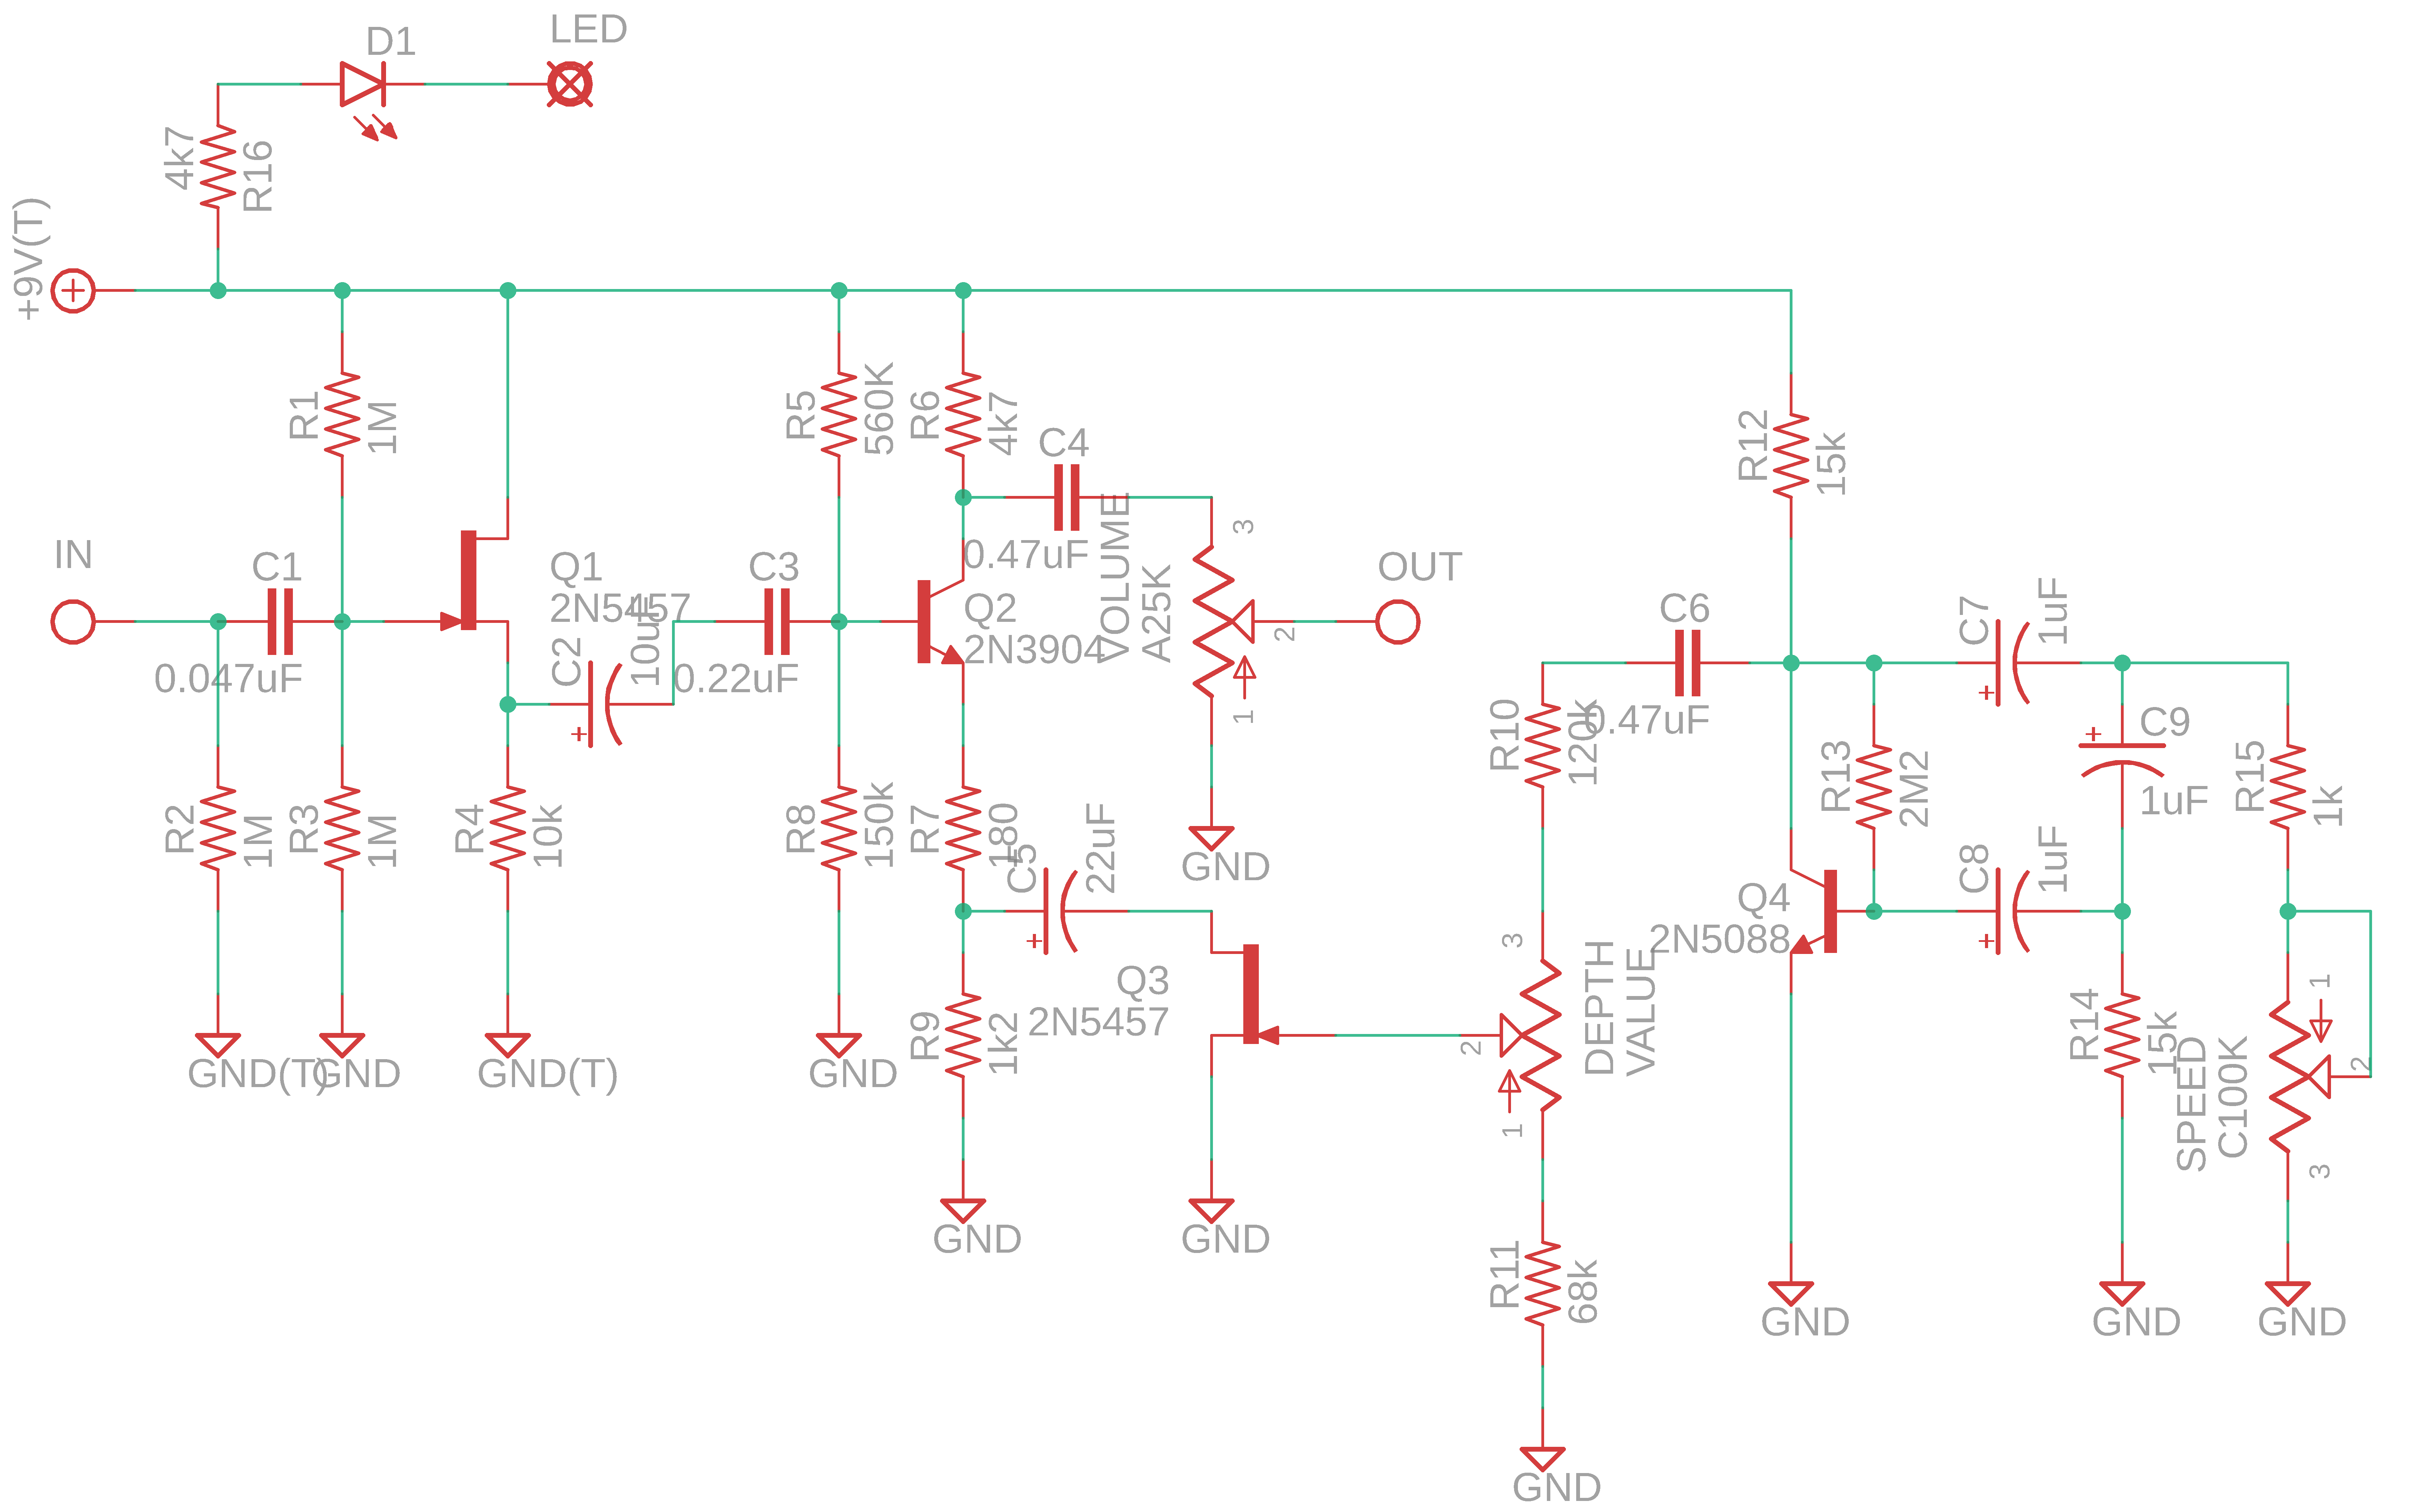 LED
D1
4k7
R16
+9V(T)
R1
1M
R5
560K
R6
4k7
C4
0.47uF
VOLUME
A25K
3
2
1
OUT
R12
15k
IN
C1
0.047uF
Q1
2N5457
C2
10uF
C3
0.22uF
Q2
2N3904
C6
0.47uF
C7
1uF
R10
120k
R13
2M2
C9
1uF
R15
1k
R2
1M
R3
1M
R4
10k
R8
150k
R7
180
C5
22uF
GND
Q4
2N5088
C8
1uF
Q3
2N5457
3
2
1
DEPTH
VALUE
R9
1k2
R14
15k
SPEED
C100K
1
2
3
GND(T)
GND
GND(T)
GND
GND
GND
R11
68k
GND
GND
GND
GND